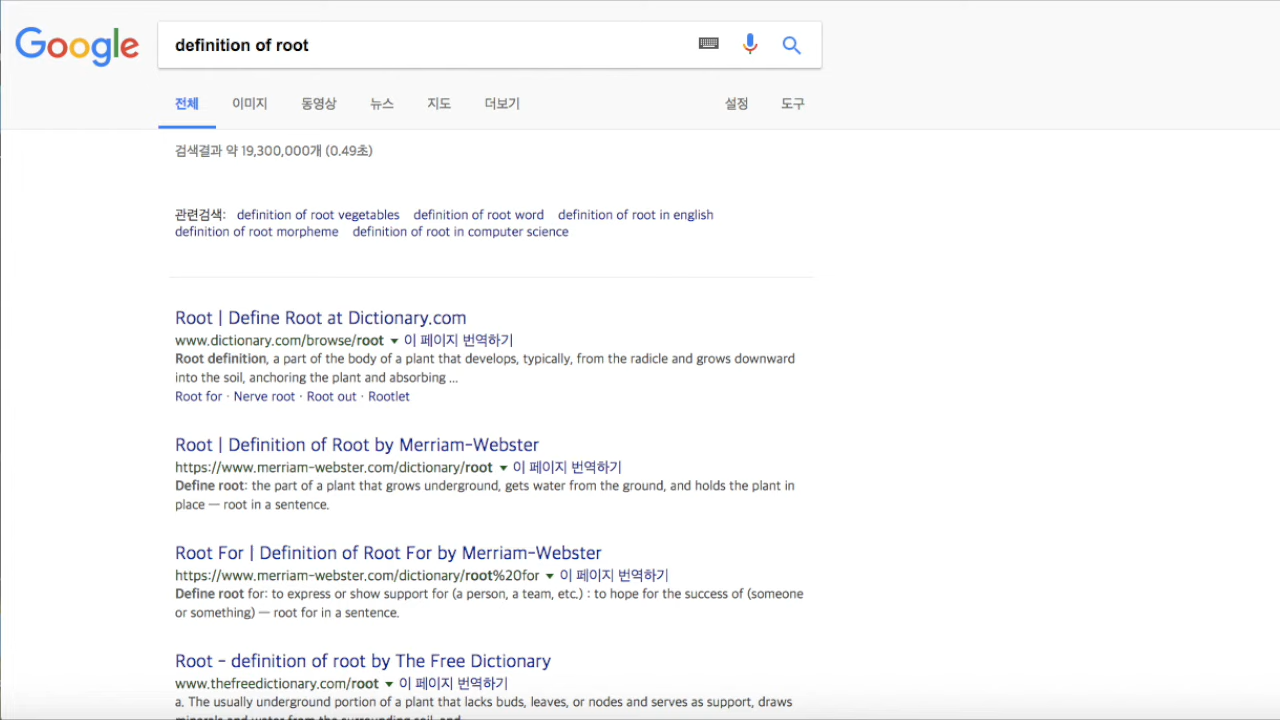 Google
definition of root
전체 이미지 동영상 뉴스 지도 더보기 설정 도구
검색결과 약 19,300,000개 (0.49초)
관련검색: definition of root vegetables definition of root word definition of root in english
definition of root morpheme definition of root in computer science
Root | Define Root at Dictionary.com
www.dictionary.com/browse/root ▾ 이 페이지 번역하기
Root definition, a part of the body of a plant that develops, typically, from the radicle and grows downward
into the soil, anchoring the plant and absorbing ...
Root for · Nerve root · Root out · Rootlet
Root | Definition of Root by Merriam-Webster
https://www.merriam-webster.com/dictionary/root ▾ 이 페이지 번역하기
Define root: the part of a plant that grows underground, gets water from the ground, and holds the plant in
place — root in a sentence.
Root For | Definition of Root For by Merriam-Webster
https://www.merriam-webster.com/dictionary/root%20for ▾ 이 페이지 번역하기
Define root for: to express or show support for (a person, a team, etc.) : to hope for the success of (someone
or something) — root for in a sentence.
Root - definition of root by The Free Dictionary
www.thefreedictionary.com/root ▾ 이 페이지 번역하기
a. The usually underground portion of a plant that lacks buds, leaves, or nodes and serves as support, draws
minerals and water from the surrounding soil, and